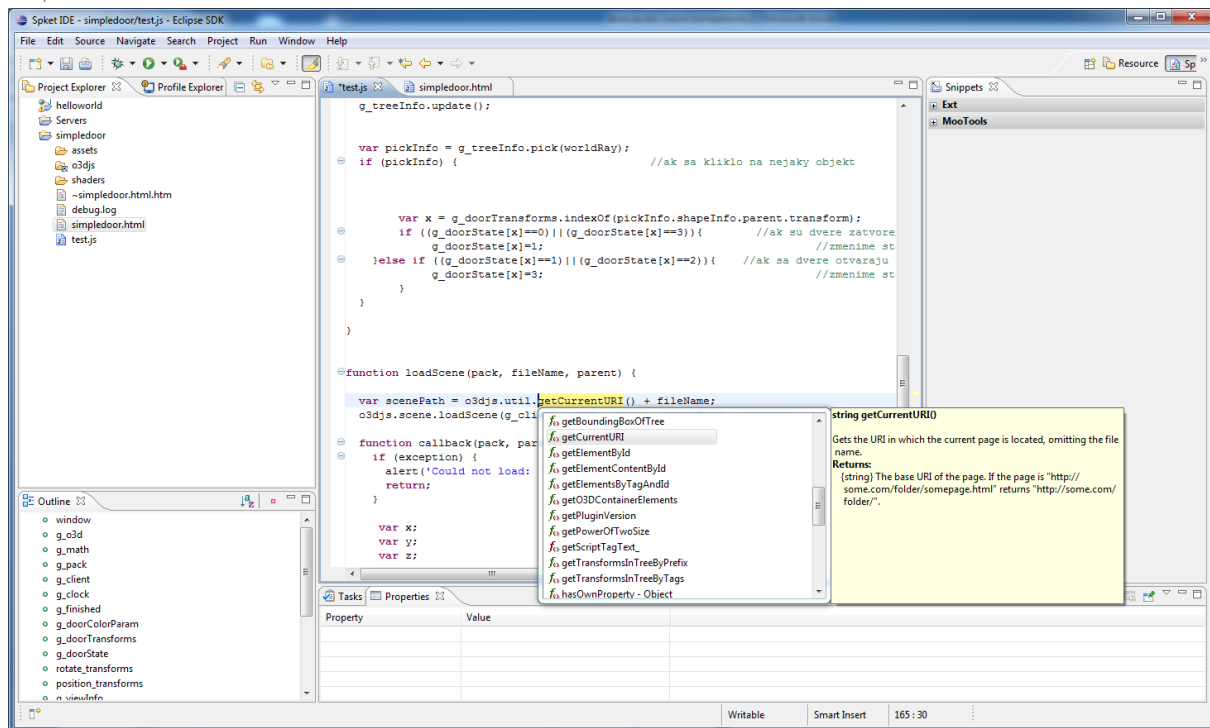 Spket IDE - simpledoor/test.js - Eclipse SDK
File Edit Source Navigate Search Project Run Window Help
Resource Sp »
Project Explorer Profile Explorer
helloworld
Servers
simpledoor
assets
o3djs
shaders
~simpledoor.html.htm
debug.log
simpledoor.html
test.js
*test.js simpledoor.html
g_treeInfo.update();
var pickInfo = g_treeInfo.pick(worldRay);
if (pickInfo) { //ak sa kliklo na nejaky objekt
var x = g_doorTransforms.indexOf(pickInfo.shapeInfo.parent.transform);
if ((g_doorState[x]==0)||(g_doorState[x]==3)){ //ak su dvere zatvore
g_doorState[x]=1; //zmenime st
}else if ((g_doorState[x]==1)||(g_doorState[x]==2)){ //ak sa dvere otvaraju
g_doorState[x]=3; //zmenime st
}
}
}
function loadScene(pack, fileName, parent) {
var scenePath = o3djs.util.getCurrentURI() + fileName;
o3djs.scene.loadScene(g_cli
function callback(pack, par
if (exception) {
alert('Could not load:
return;
}
var x;
var y;
var z;
getBoundingBoxOfTree
getCurrentURI
getElementById
getElementContentById
getElementsByTagAndId
getO3DContainerElements
getPluginVersion
getPowerOfTwoSize
getScriptTagText_
getTransformsInTreeByPrefix
getTransformsInTreeByTags
hasOwnProperty - Object
string getCurrentURI()
Gets the URI in which the current page is located, omitting the file
name.
Returns:
{string} The base URI of the page. If the page is "http://
some.com/folder/somepage.html" returns "http://some.com/
folder/".
Snippets
Ext
MooTools
Outline
window
g_o3d
g_math
g_pack
g_client
g_clock
g_finished
g_doorColorParam
g_doorTransforms
g_doorState
rotate_transforms
position_transforms
g_viewInfo
Tasks Properties
Property Value
Writable Smart Insert 165 : 30